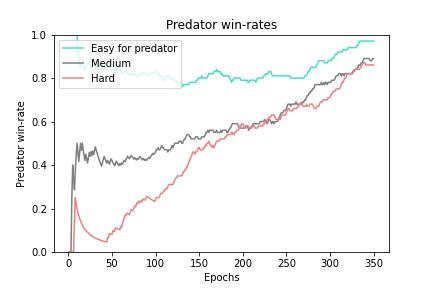 Predator win-rates
1.0
0.8
0.6
0.4
0.2
0.0
Predator win-rate
Easy for predator
Medium
Hard
0 50 100 150 200 250 300 350
Epochs